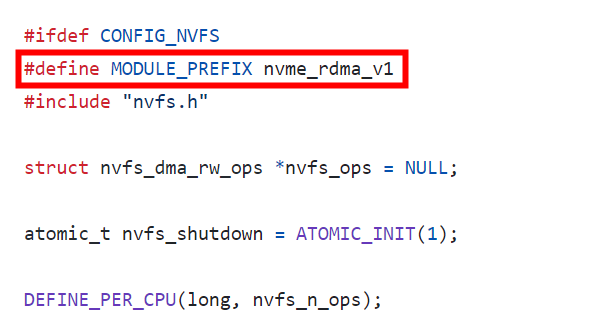 #ifdef CONFIG_NVFS
#define MODULE_PREFIX nvme_rdma_v1
#include "nvfs.h"
struct nvfs_dma_rw_ops *nvfs_ops = NULL;
atomic_t nvfs_shutdown = ATOMIC_INIT(1);
DEFINE_PER_CPU(long, nvfs_n_ops);